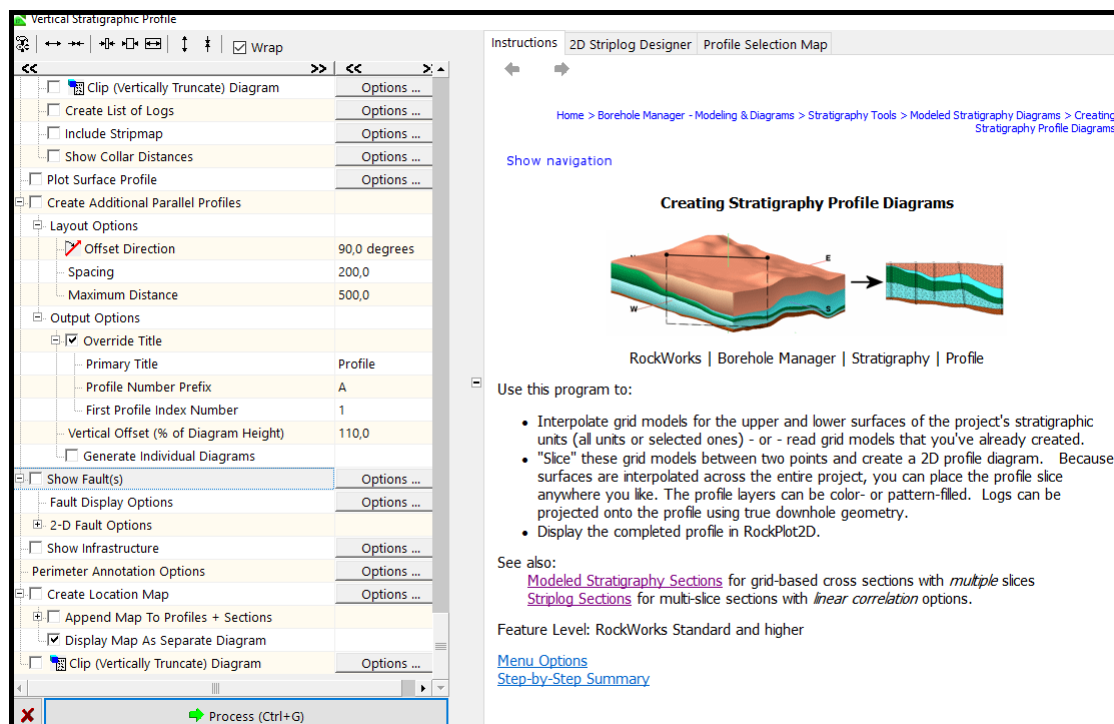 Vertical Stratigraphic Profile
Wrap
<< >> << >:
Clip (Vertically Truncate) Diagram Options ...
Create List of Logs Options ...
Include Stripmap Options ...
Show Collar Distances Options ...
Plot Surface Profile Options ...
Create Additional Parallel Profiles
Layout Options
Offset Direction 90,0 degrees
Spacing 200,0
Maximum Distance 500,0
Output Options
Override Title
Primary Title Profile
Profile Number Prefix A
First Profile Index Number 1
Vertical Offset (% of Diagram Height) 110,0
Generate Individual Diagrams
Show Fault(s) Options ...
Fault Display Options Options ...
2-D Fault Options
Show Infrastructure Options ...
Perimeter Annotation Options Options ...
Create Location Map Options ...
Append Map To Profiles + Sections
Display Map As Separate Diagram
Clip (Vertically Truncate) Diagram Options ...
Process (Ctrl+G)
Instructions 2D Striplog Designer Profile Selection Map
Home > Borehole Manager - Modeling & Diagrams > Stratigraphy Tools > Modeled Stratigraphy Diagrams > Creating
Stratigraphy Profile Diagrams
Show navigation
Creating Stratigraphy Profile Diagrams
E
W S
RockWorks | Borehole Manager | Stratigraphy | Profile
Use this program to:
• Interpolate grid models for the upper and lower surfaces of the project's stratigraphic
units (all units or selected ones) - or - read grid models that you've already created.
• "Slice" these grid models between two points and create a 2D profile diagram. Because
surfaces are interpolated across the entire project, you can place the profile slice
anywhere you like. The profile layers can be color- or pattern-filled. Logs can be
projected onto the profile using true downhole geometry.
• Display the completed profile in RockPlot2D.
See also:
Modeled Stratigraphy Sections for grid-based cross sections with multiple slices
Striplog Sections for multi-slice sections with linear correlation options.
Feature Level: RockWorks Standard and higher
Menu Options
Step-by-Step Summary